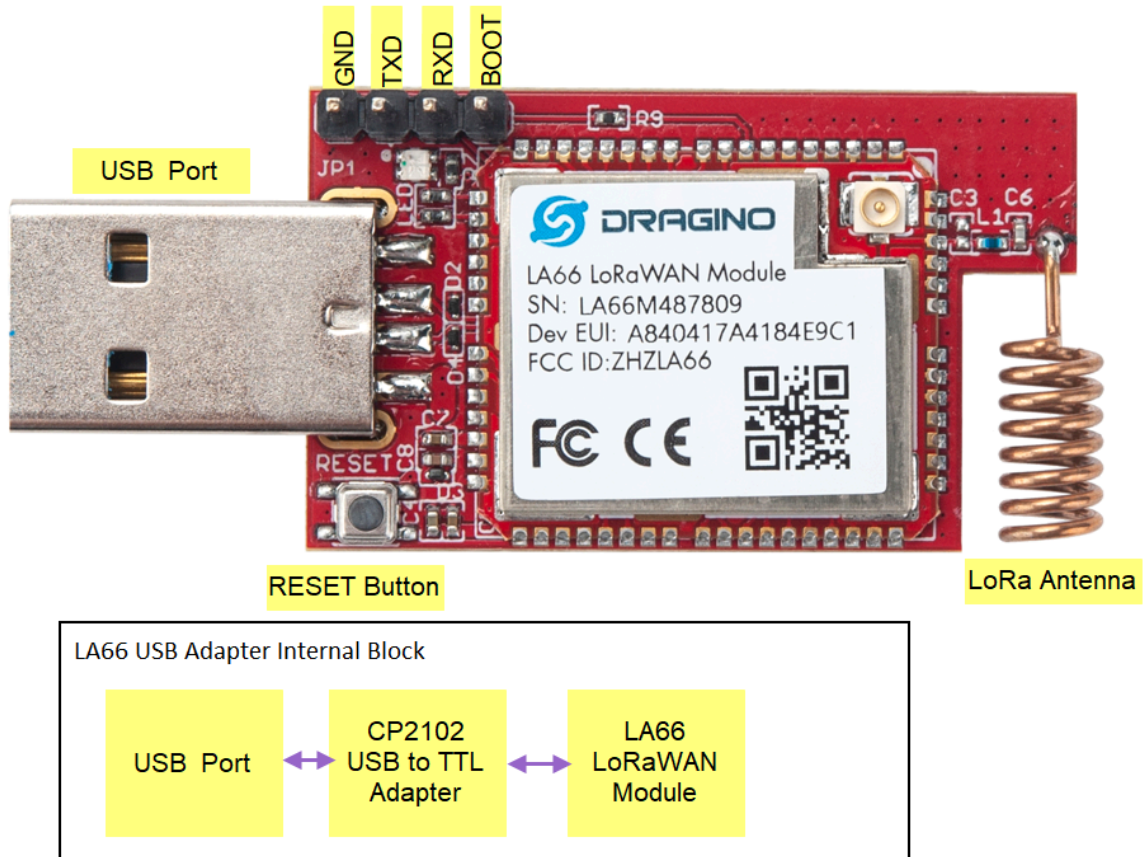 GND
TXD
RXD
BOOT
R9
JP1
USB Port
LED
D2
D4
C3
C6
L1
DRAGINO
LA66 LoRaWAN Module
SN: LA66M487809
Dev EUI: A840417A4184E9C1
FCC ID:ZHZLA66
FC CE
C7
C8
RESET
RESET Button
LoRa Antenna
LA66 USB Adapter Internal Block
USB Port
CP2102
USB to TTL
Adapter
LA66
LoRaWAN
Module